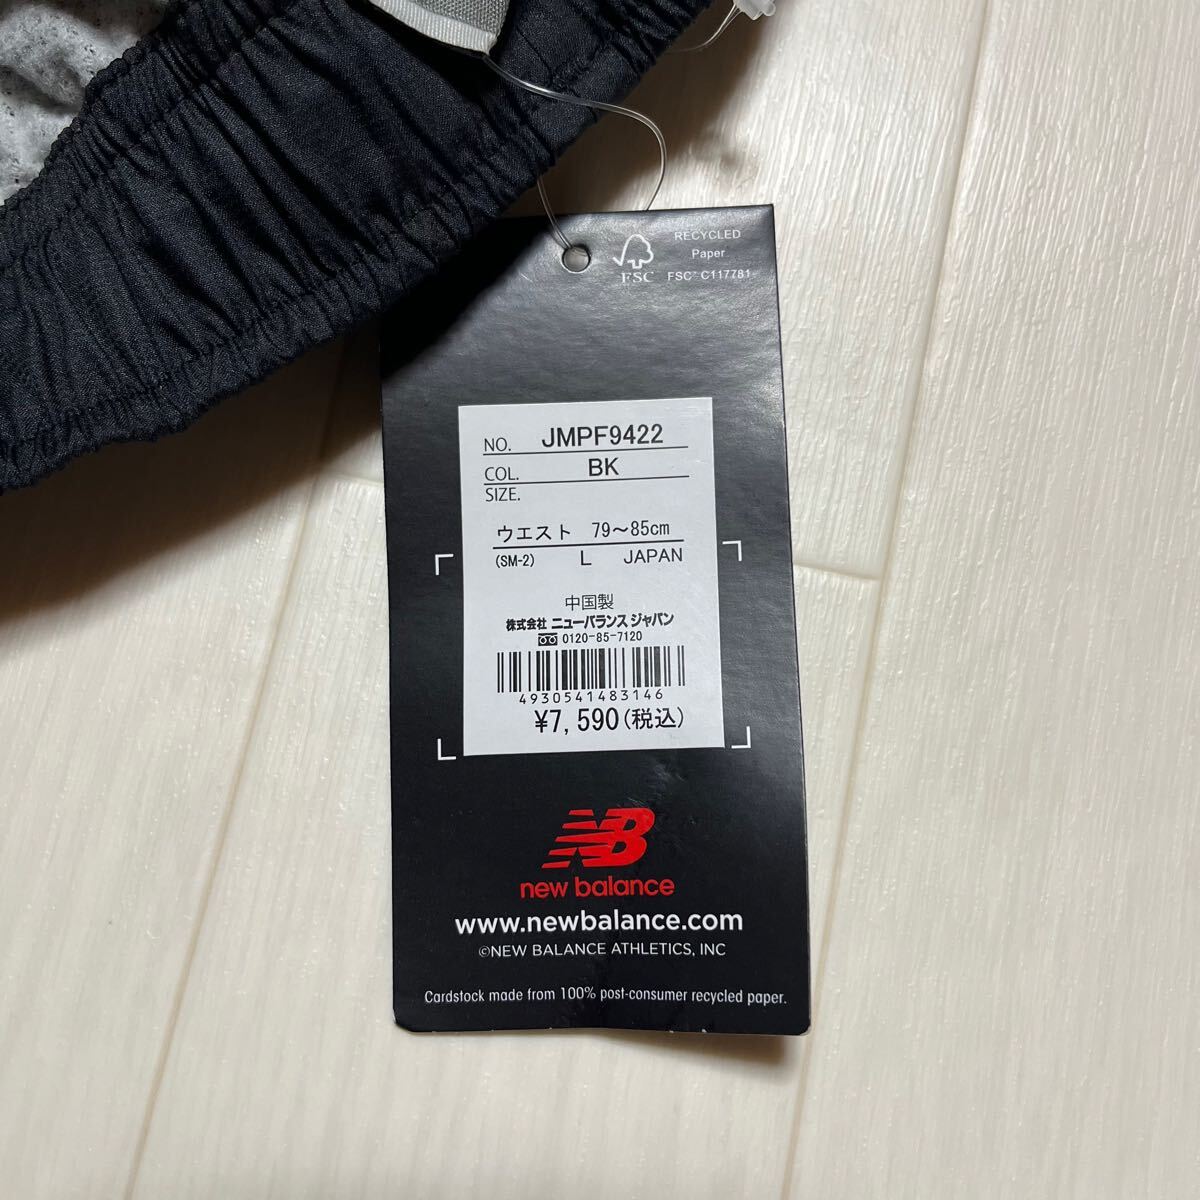 RECYCLED
Paper
FSC® C117781
FSC
NO. JMPF9422
COL. BK
SIZE.
ウエスト 79～85cm
(SM-2) L JAPAN
中国製
株式会社 ニューバランス ジャパン
0120-85-7120
4930541483146
¥7,590(税込)
NB
new balance
www.newbalance.com
©NEW BALANCE ATHLETICS, INC
Cardstock made from 100% post-consumer recycled paper.